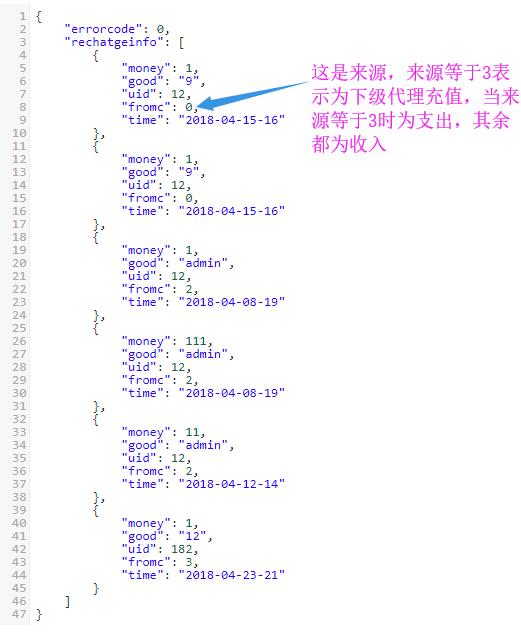 1 {
2     "errorcode": 0,
3     "rechatgeinfo": [
4         {
5             "money": 1,
6             "good": "9",
7             "uid": 12,
8             "fromc": 0,
9             "time": "2018-04-15-16"
10         },
11         {
12             "money": 1,
13             "good": "9",
14             "uid": 12,
15             "fromc": 0,
16             "time": "2018-04-15-16"
17         },
18         {
19             "money": 1,
20             "good": "admin",
21             "uid": 12,
22             "fromc": 2,
23             "time": "2018-04-08-19"
24         },
25         {
26             "money": 111,
27             "good": "admin",
28             "uid": 12,
29             "fromc": 2,
30             "time": "2018-04-08-19"
31         },
32         {
33             "money": 11,
34             "good": "admin",
35             "uid": 12,
36             "fromc": 2,
37             "time": "2018-04-12-14"
38         },
39         {
40             "money": 1,
41             "good": "12",
42             "uid": 182,
43             "fromc": 3,
44             "time": "2018-04-23-21"
45         }
46     ]
47 }
这是来源，来源等于3表
示为下级代理充值，当来
源等于3时为支出，其余
都为收入